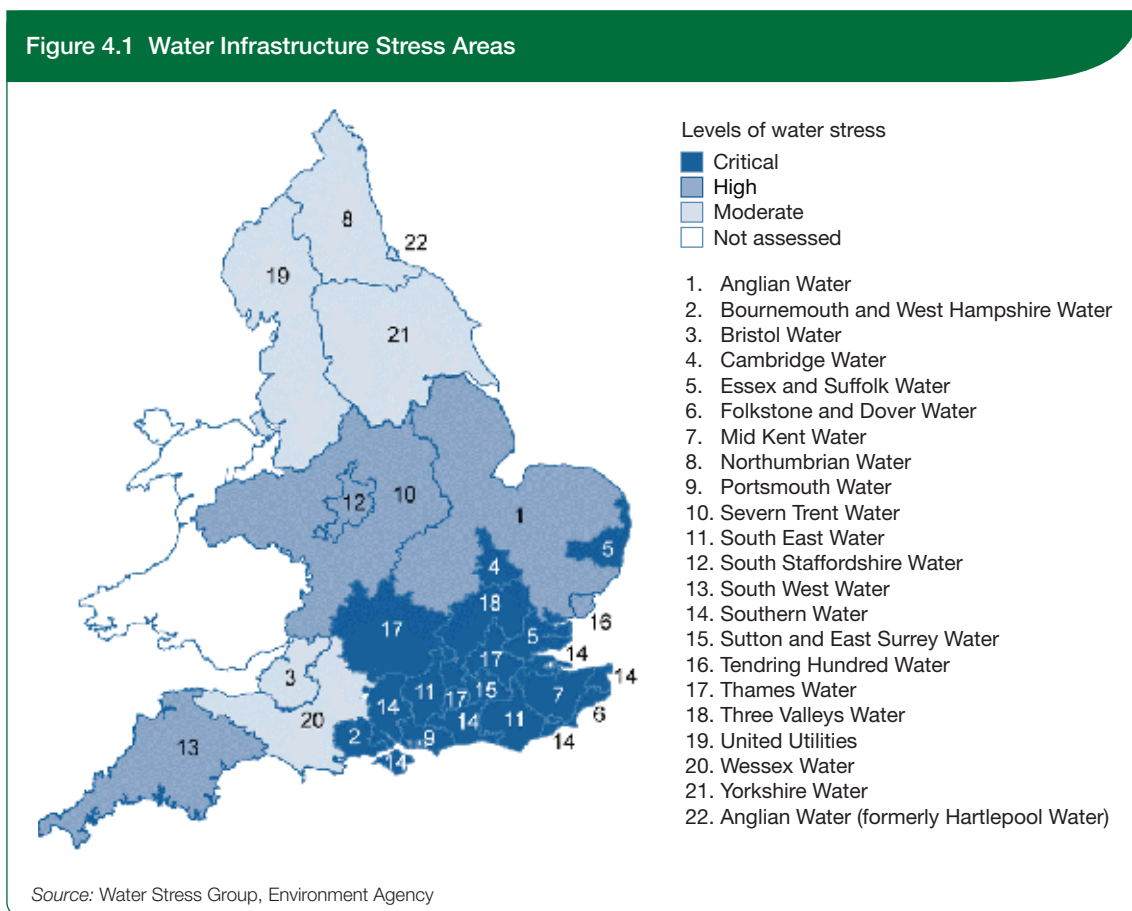 Figure 4.1 Water Infrastructure Stress Areas
Levels of water stress
Critical
High
Moderate
Not assessed
1. Anglian Water
2. Bournemouth and West Hampshire Water
3. Bristol Water
4. Cambridge Water
5. Essex and Suffolk Water
6. Folkstone and Dover Water
7. Mid Kent Water
8. Northumbrian Water
9. Portsmouth Water
10. Severn Trent Water
11. South East Water
12. South Staffordshire Water
13. South West Water
14. Southern Water
15. Sutton and East Surrey Water
16. Tendring Hundred Water
17. Thames Water
18. Three Valleys Water
19. United Utilities
20. Wessex Water
21. Yorkshire Water
22. Anglian Water (formerly Hartlepool Water)
8
22
19
21
12
10
1
5
4
18
16
17
5
14
17
14
3
11
15
7
14
17
6
20
14
11
2
9
14
13
14
Source: Water Stress Group, Environment Agency